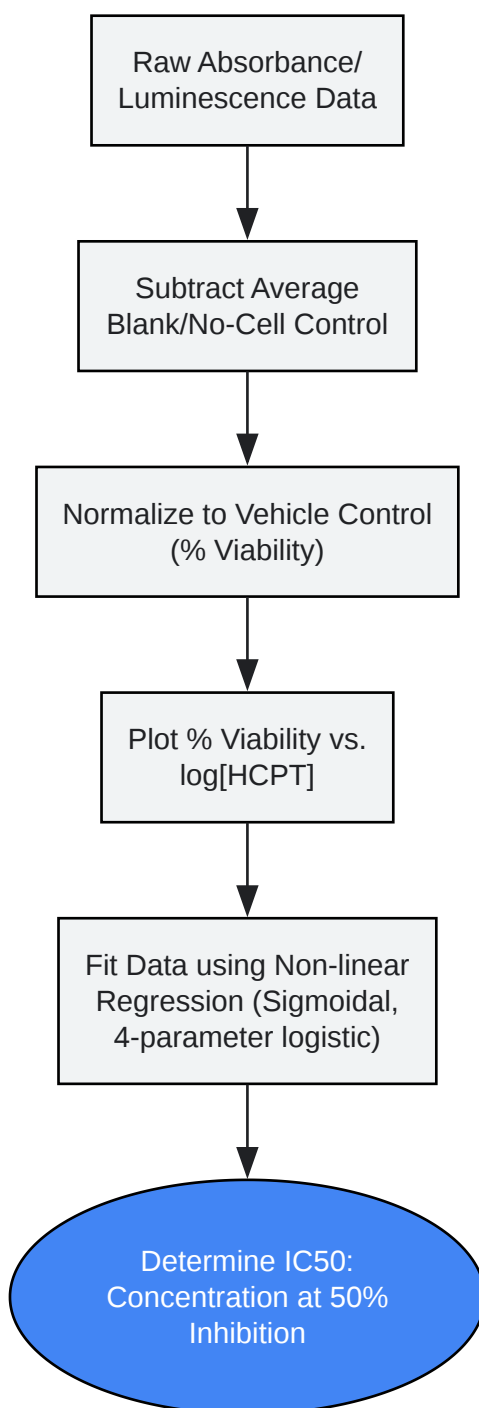 Raw Absorbance/
Luminescence Data
Subtract Average
Blank/No-Cell Control
Normalize to Vehicle Control
(% Viability)
Plot % Viability vs.
log[HCPT]
Fit Data using Non-linear
Regression (Sigmoidal,
4-parameter logistic)
Determine IC50:
Concentration at 50%
Inhibition